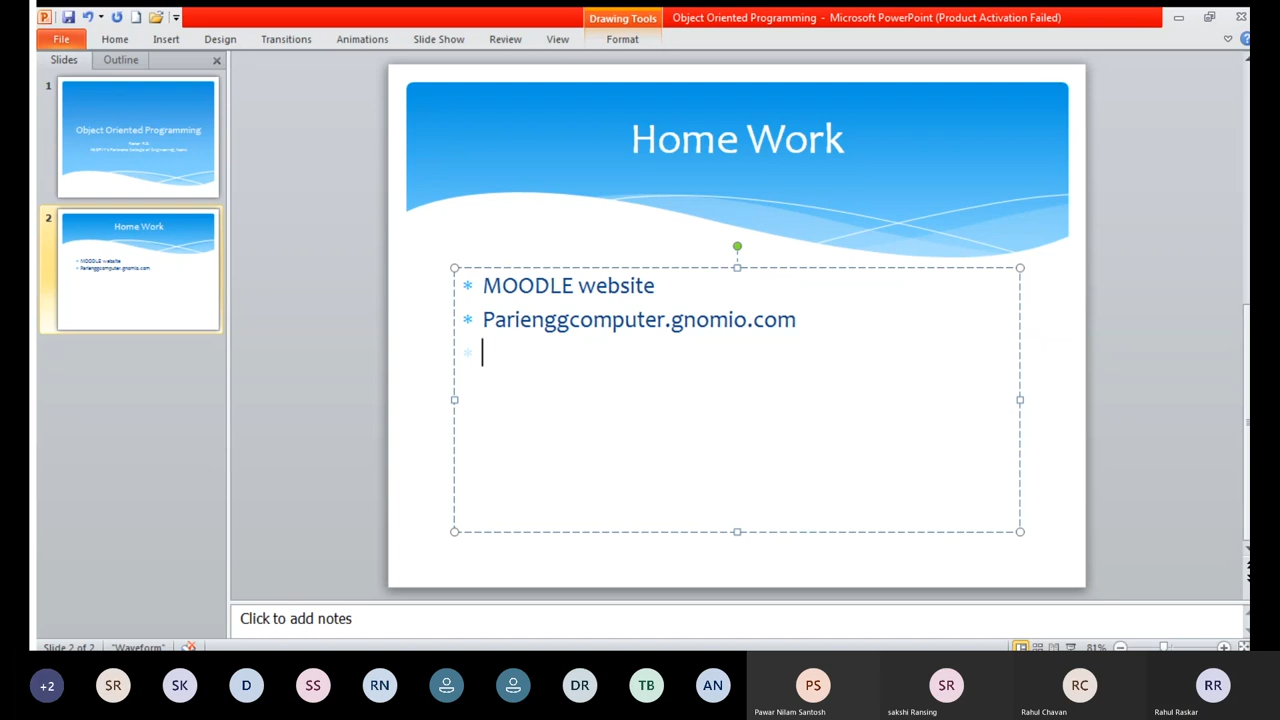 Drawing Tools
Object Oriented Programming - Microsoft PowerPoint (Product Activation Failed)
File Home Insert Design Transitions Animations Slide Show Review View Format
Slides Outline
1
Object Oriented Programming
2
Home Work
MOODLE website
Parienggcomputer.gnomio.com
Home Work
* MOODLE website
* Parienggcomputer.gnomio.com
*
Click to add notes
Slide 2 of 2 "Waveform" 81%
+2 SR SK D SS RN DR TB AN PS SR RC RR
Pawar Nilam Santosh sakshi Ransing Rahul Chavan Rahul Raskar